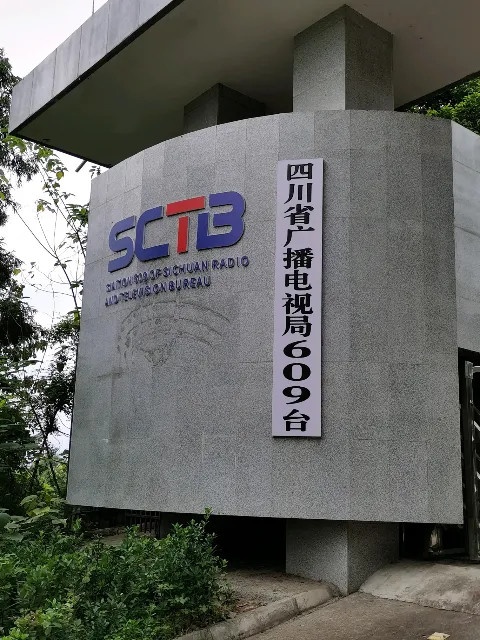 SCTB
STATION 609 OF SICHUAN RADIO
AND TELEVISION BUREAU
四川省广播电视局609台